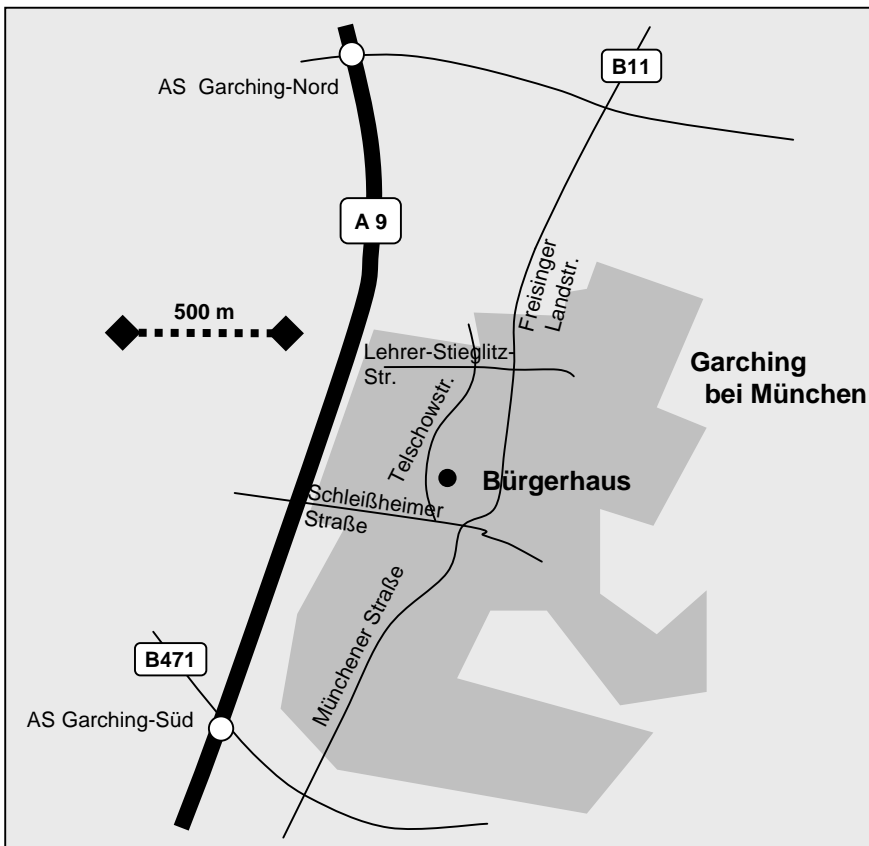 B11
AS Garching-Nord
A 9
Freisinger
Landstr.
500 m
Lehrer-Stieglitz-
Str.
Garching
bei München
Telschowstr.
Bürgerhaus
Schleißheimer
Straße
Münchener Straße
B471
AS Garching-Süd